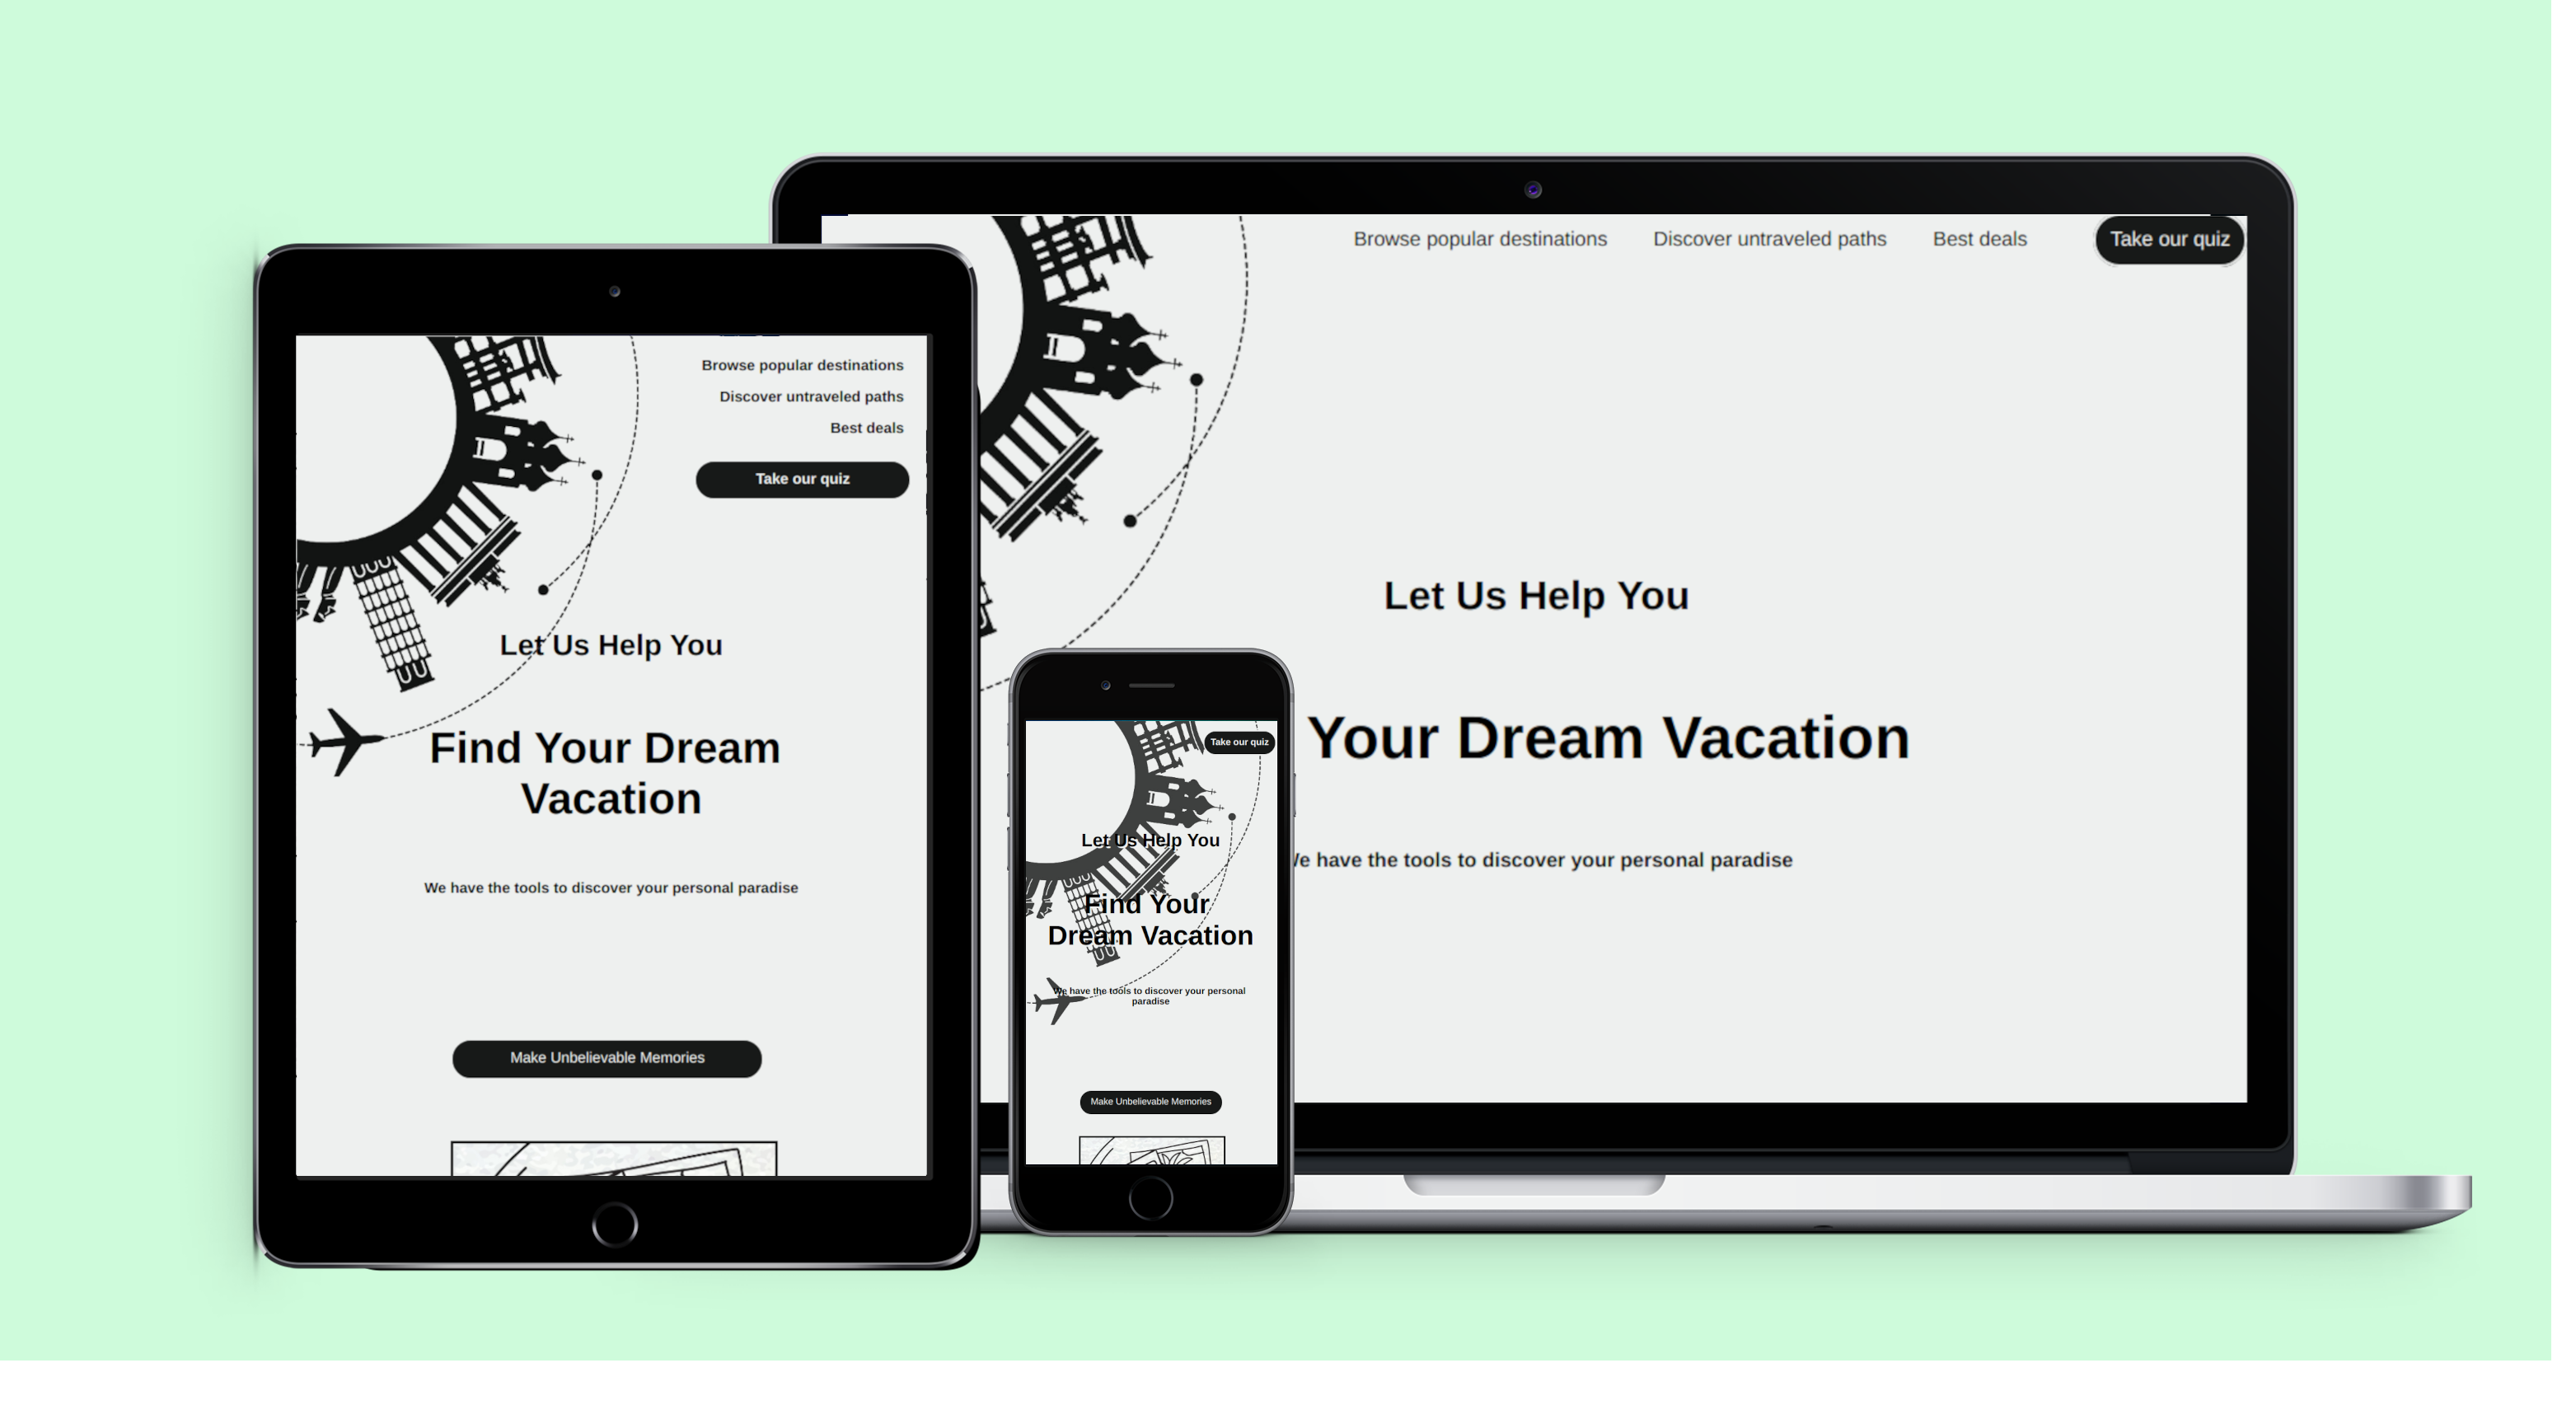 Browse popular destinations
Discover untraveled paths
Best deals
Take our quiz
Let Us Help You
Find Your Dream
Vacation
We have the tools to discover your personal paradise
Make Unbelievable Memories
Take our quiz
Let Us Help You
Find Your
Dream Vacation
We have the tools to discover your personal
paradise
Make Unbelievable Memories
Browse popular destinations Discover untraveled paths Best deals Take our quiz
Let Us Help You
Your Dream Vacation
have the tools to discover your personal paradise